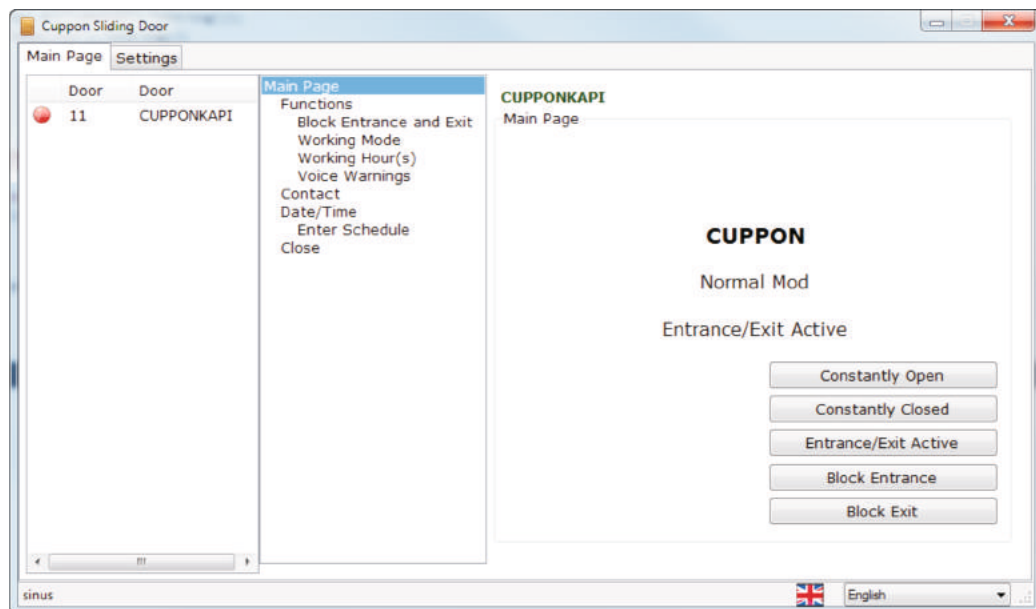 Cuppon Sliding Door
Main Page Settings
Door Door
11 CUPPONKAPI
Main Page
Functions
Block Entrance and Exit
Working Mode
Working Hour(s)
Voice Warnings
Contact
Date/Time
Enter Schedule
Close
CUPPONKAPI
Main Page
CUPPON
Normal Mod
Entrance/Exit Active
Constantly Open
Constantly Closed
Entrance/Exit Active
Block Entrance
Block Exit
sinus
English